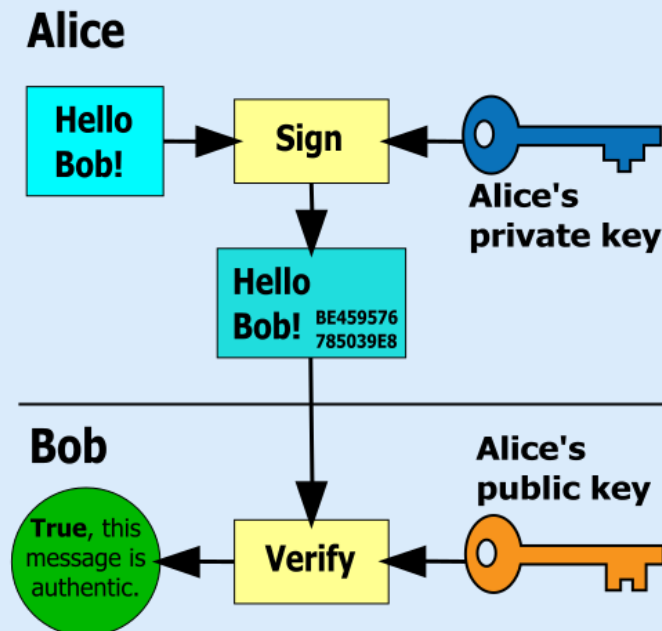 Alice
Hello
Bob!
Sign
Alice's
private key
Hello
Bob!
BE459576
785039E8
Bob
Alice's
public key
True, this
message is
authentic.
Verify